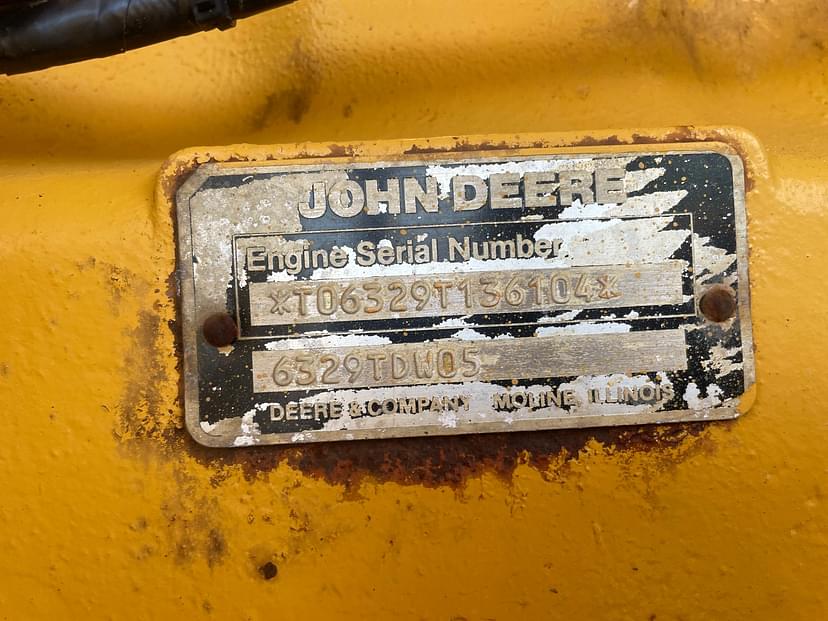 JOHN DEERE
Engine Serial Number
*T06329T136104*
6329TDW05
DEERE & COMPANY MOLINE, ILLINOIS